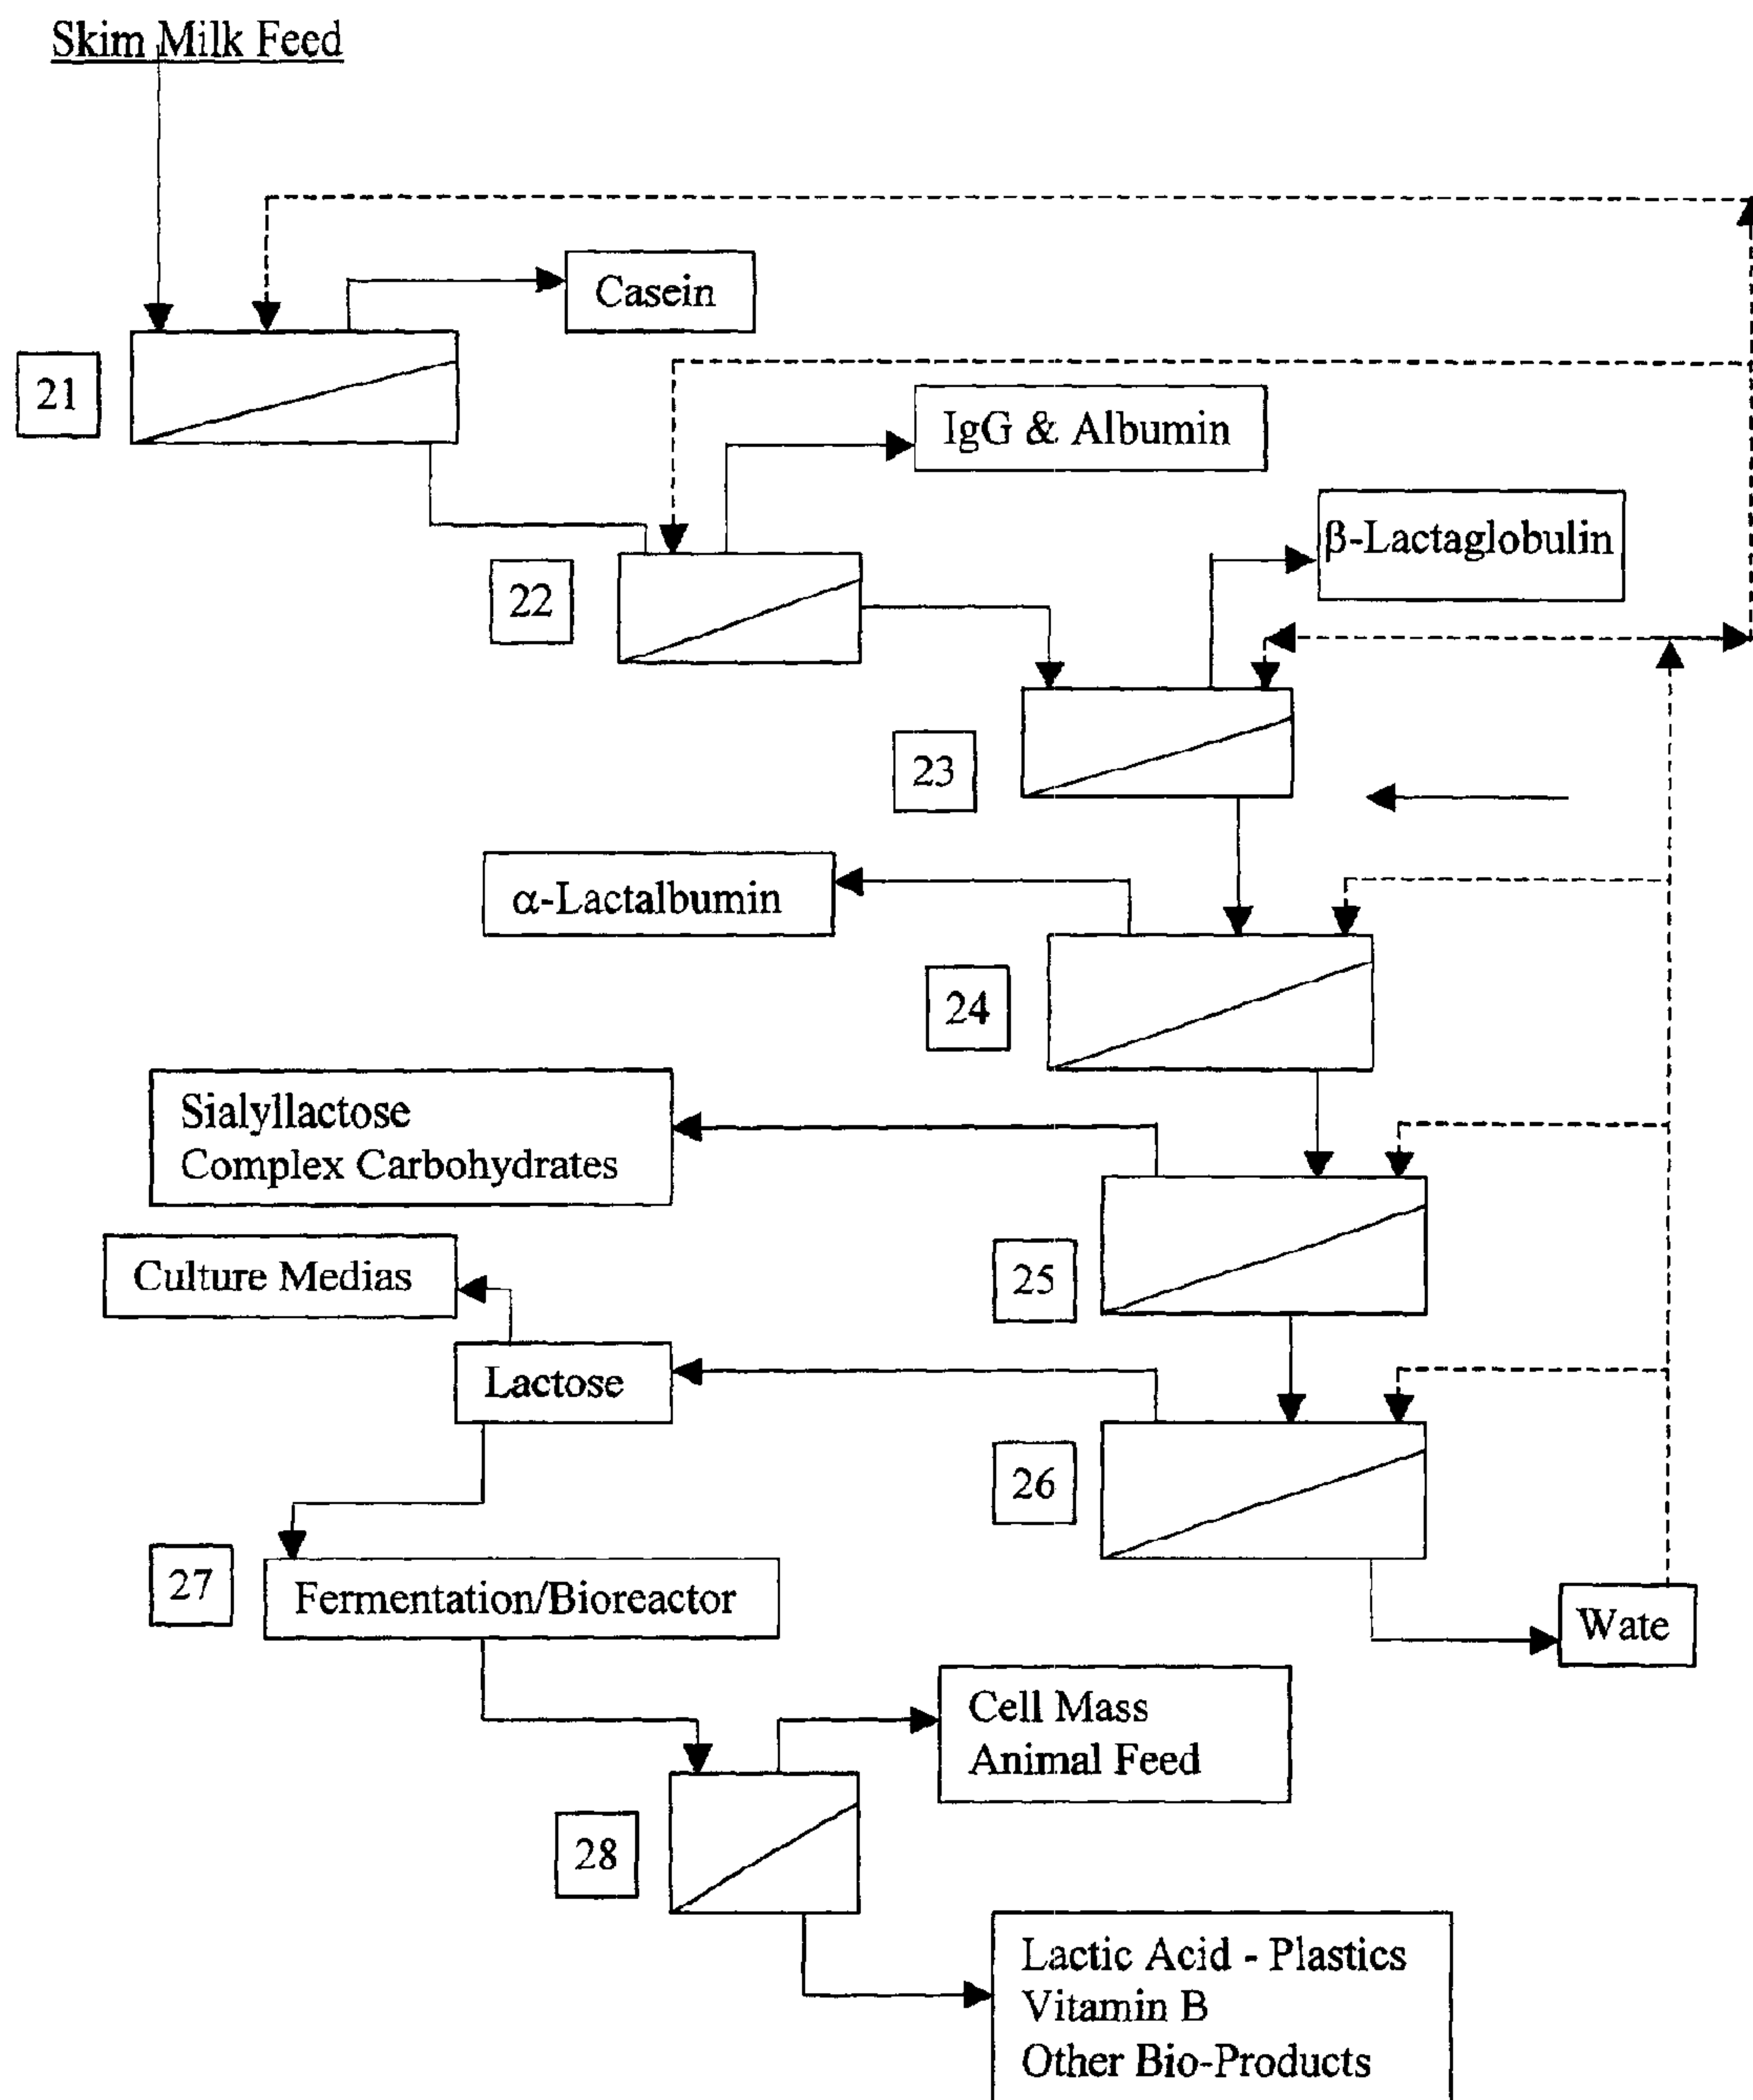 Skim Milk Feed
Casein
21
IgG & Albumin
β-Lactaglobulin
22
23
α-Lactalbumin
24
Sialyllactose
Complex Carbohydrates
Culture Medias
25
Lactose
26
27
Fermentation/Bioreactor
Wate
Cell Mass
Animal Feed
28
Lactic Acid - Plastics
Vitamin B
Other Bio-Products